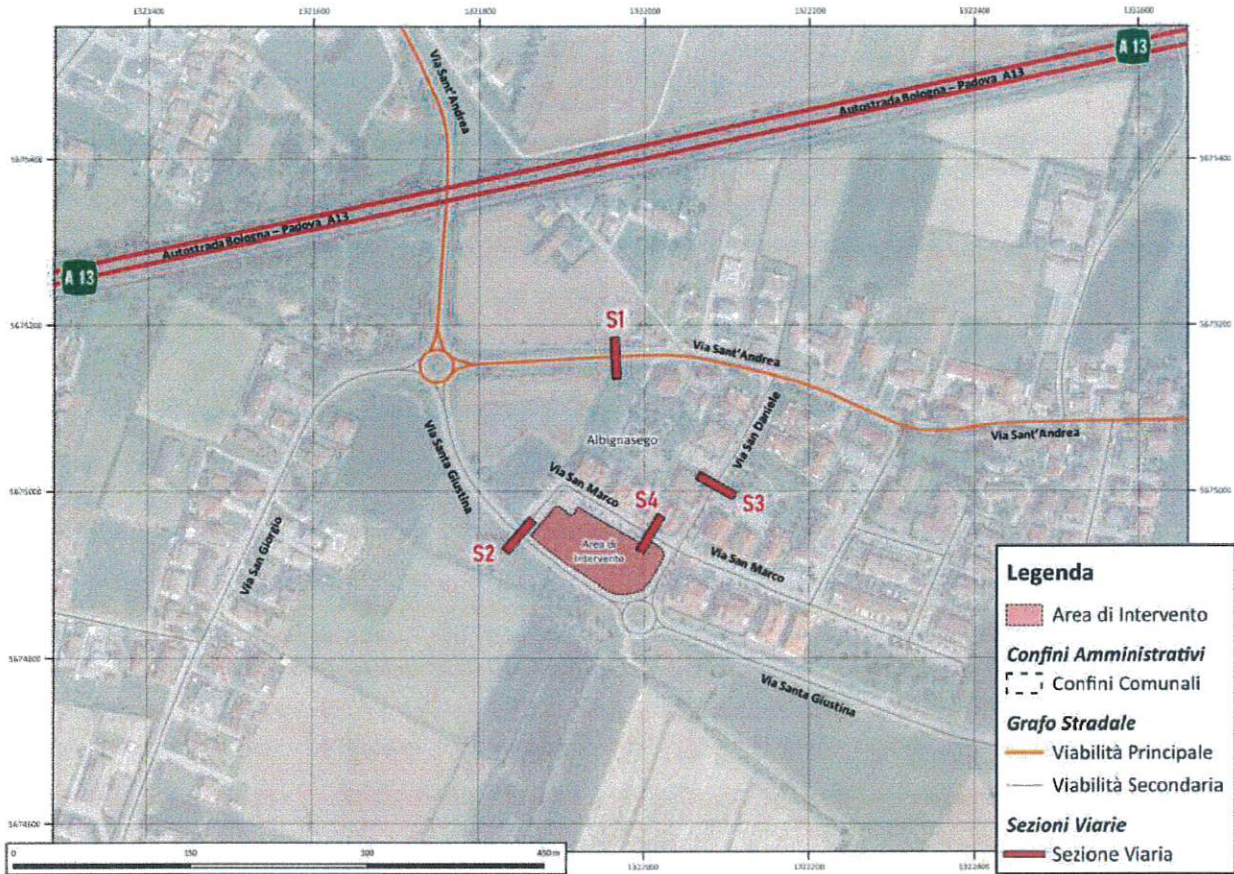 1321400 1321600 1321800 1322000 1322200 1322400 1322600
A 13
Via Sant'Andrea
Autostrada Bologna – Padova A13
5675400 5675400
Autostrada Bologna – Padova A13
A 13
5675200 5675200
S1
Via Sant'Andrea
Via Sant'Andrea
Albignasego
Via San Daniele
Via Santa Giustina
Via San Marco
5675000 5675000
S3
S4
S2
Area di
Intervento
Via San Giorgio
Via San Marco
5674800
Via Santa Giustina
5674600
Legenda
Area di Intervento
Confini Amministrativi
Confini Comunali
Grafo Stradale
Viabilità Principale
Viabilità Secondaria
Sezioni Viarie
Sezione Viaria
0 150 300 450 m
1322000 1322200 1322400